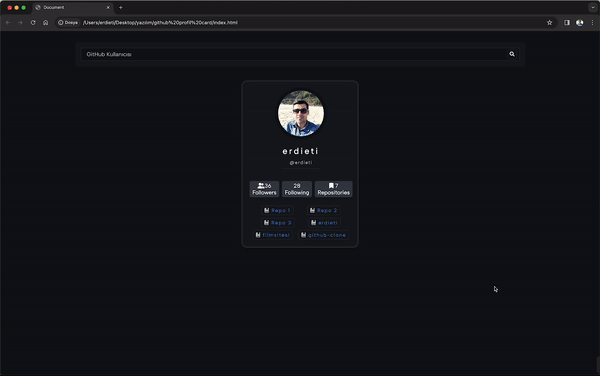 Document
Dosya /Users/erdieti/Desktop/yazılım/github%20profil%20card/index.html
GitHub Kullanıcısı
erdieti
@erdieti
36 Followers
28 Following
7 Repositories
Repo 1
Repo 2
Repo 3
erdieti
filmsitesi
github-clone